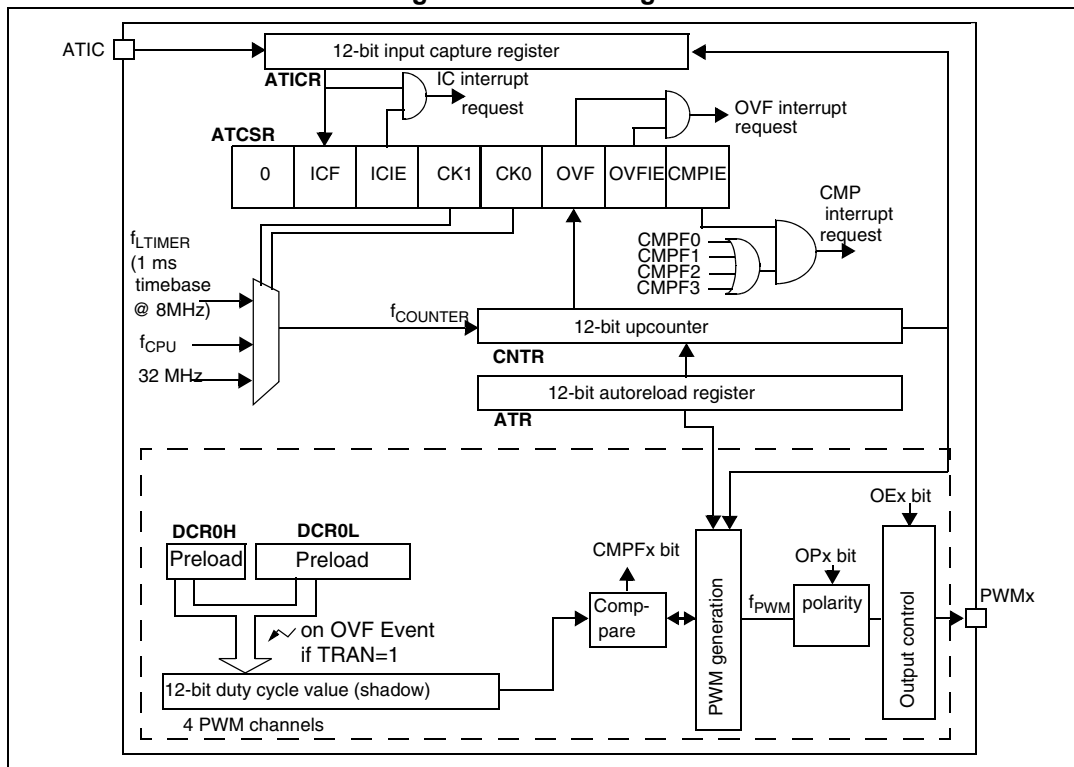 ATIC
12-bit input capture register
ATICR
IC interrupt
request
OVF interrupt
request
ATCSR
0 ICF ICIE CK1 CK0 OVF OVFIE CMPIE
CMP
interrupt
request
fLTIMER
(1 ms
timebase
@ 8MHz)
CMPF0
CMPF1
CMPF2
CMPF3
fCOUNTER
12-bit upcounter
fCPU
CNTR
32 MHz
12-bit autoreload register
ATR
OEx bit
DCR0H DCR0L
Preload Preload
CMPFx bit
OPx bit
Comp-
pare
PWM generation
fPWM
polarity
Output control
PWMx
on OVF Event
if TRAN=1
12-bit duty cycle value (shadow)
4 PWM channels